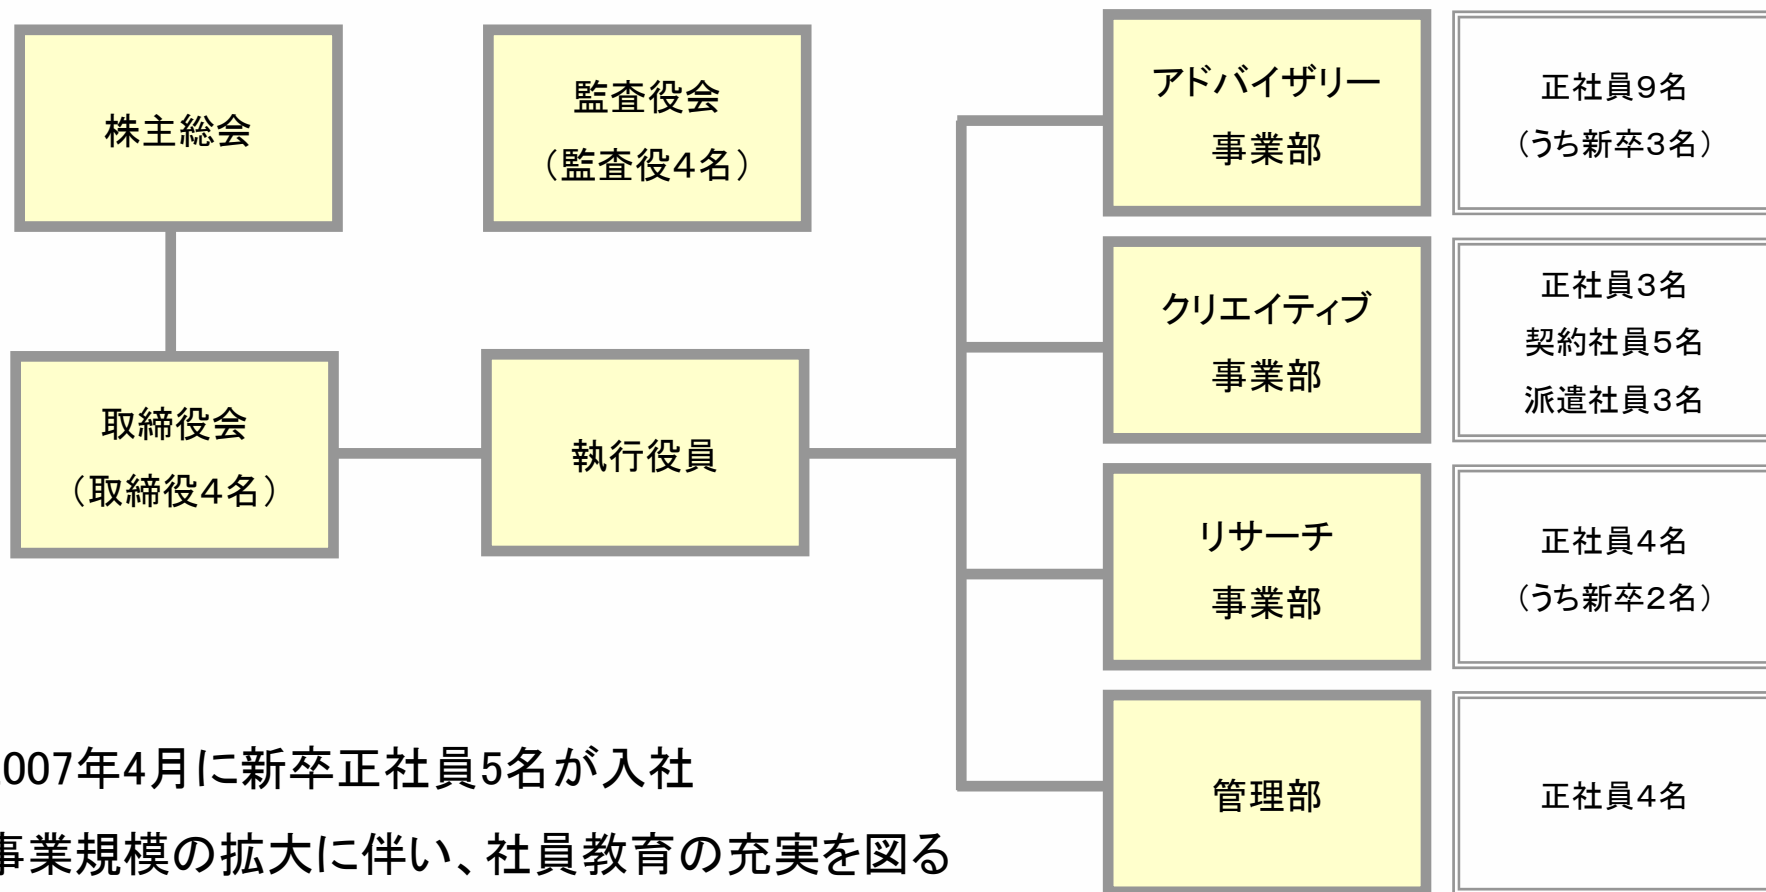 株主総会
監査役会
（監査役４名）
取締役会
（取締役４名）
執行役員
アドバイザリー
事業部
正社員９名
（うち新卒３名）
クリエイティブ
事業部
正社員３名
契約社員５名
派遣社員３名
リサーチ
事業部
正社員４名
（うち新卒２名）
管理部
正社員４名
007年4月に新卒正社員5名が入社
事業規模の拡大に伴い、社員教育の充実を図る